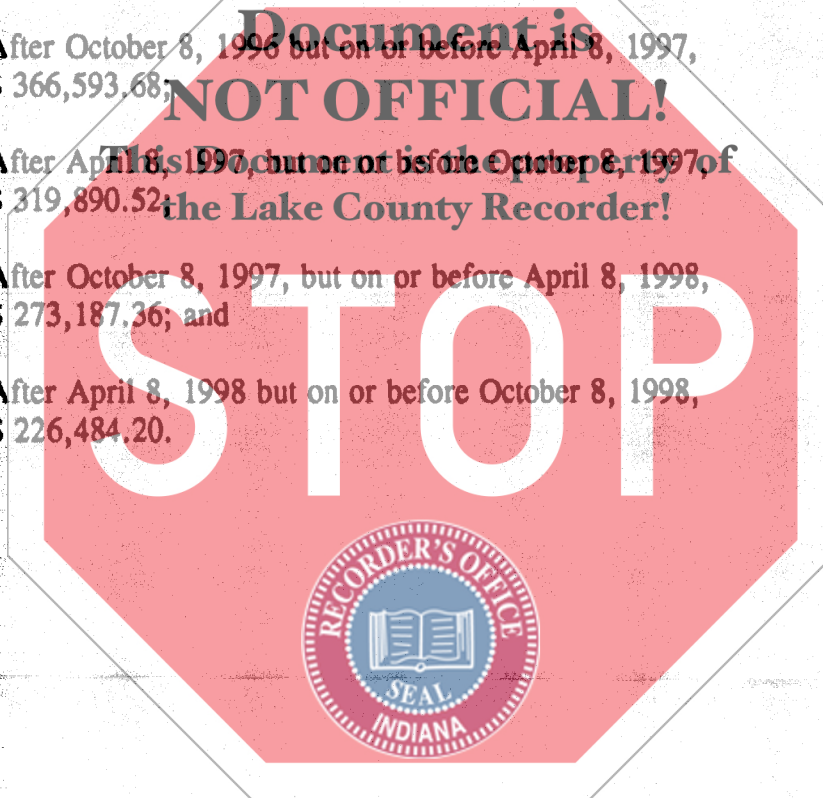 Document is
After October 8, 1996 but on or before April 8, 1997,
$ 366,593.68;
NOT OFFICIAL!
This Document is the property of
After April 8, 1997, but on or before October 8, 1997,
$ 319,890.52;
the Lake County Recorder!
After October 8, 1997, but on or before April 8, 1998,
$ 273,187.36; and
STOP
After April 8, 1998 but on or before October 8, 1998,
$ 226,484.20.
RECORDER'S OFFICE
SEAL
INDIANA